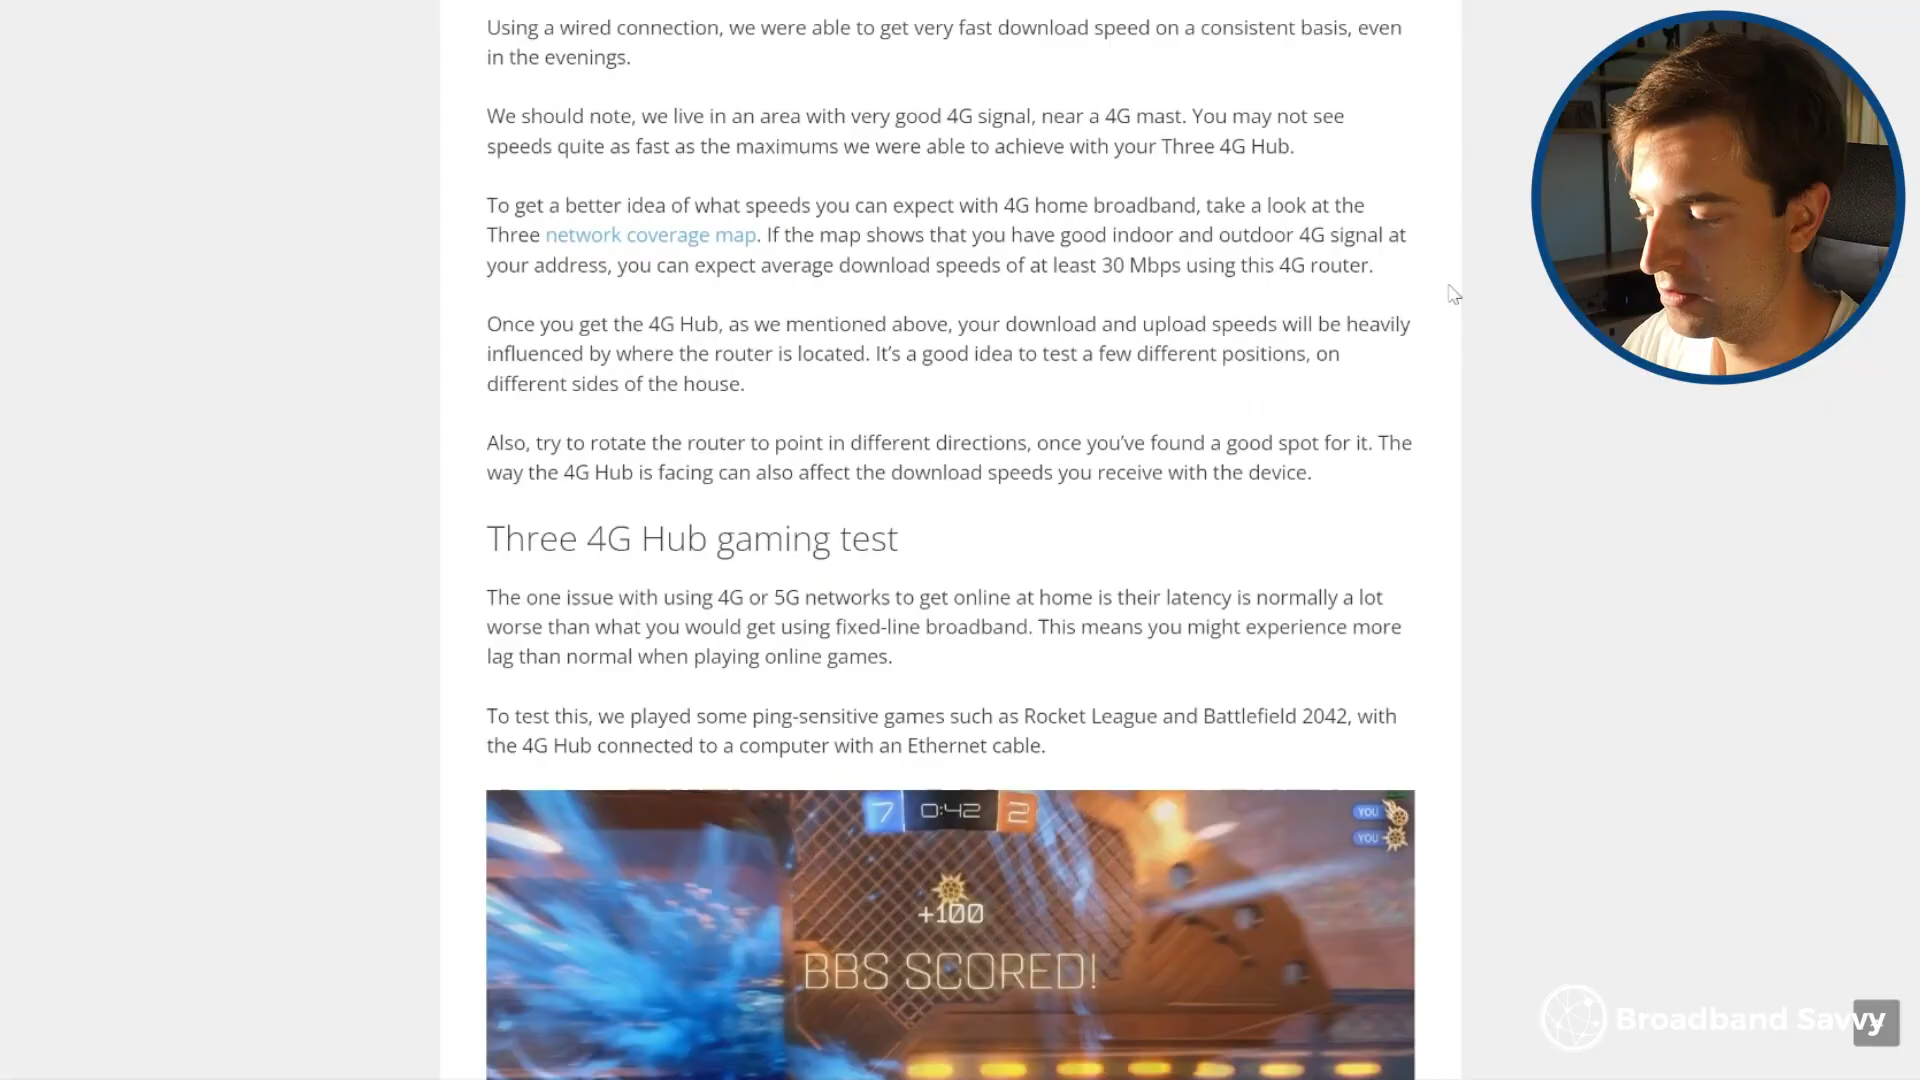 Using a wired connection, we were able to get very fast download speed on a consistent basis, even
in the evenings.
We should note, we live in an area with very good 4G signal, near a 4G mast. You may not see
speeds quite as fast as the maximums we were able to achieve with your Three 4G Hub.
To get a better idea of what speeds you can expect with 4G home broadband, take a look at the
Three network coverage map. If the map shows that you have good indoor and outdoor 4G signal at
your address, you can expect average download speeds of at least 30 Mbps using this 4G router.
Once you get the 4G Hub, as we mentioned above, your download and upload speeds will be heavily
influenced by where the router is located. It’s a good idea to test a few different positions, on
different sides of the house.
Also, try to rotate the router to point in different directions, once you’ve found a good spot for it. The
way the 4G Hub is facing can also affect the download speeds you receive with the device.
Three 4G Hub gaming test
The one issue with using 4G or 5G networks to get online at home is their latency is normally a lot
worse than what you would get using fixed-line broadband. This means you might experience more
lag than normal when playing online games.
To test this, we played some ping-sensitive games such as Rocket League and Battlefield 2042, with
the 4G Hub connected to a computer with an Ethernet cable.
7 0:42 2
YOU
YOU
+100
BBS SCORED!
Broadband Savvy